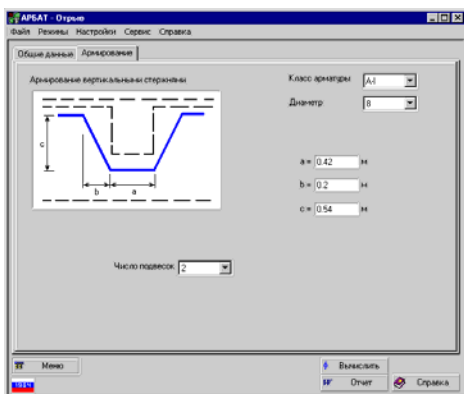 АРБАТ - Отрыв
Файл Режимы Настройки Сервис Справка
Общие данные Армирование
Армирование вертикальными стержнями
Класс арматуры A-I
Диаметр 8
c
b a
a = 0.42 м
b = 0.2 м
c = 0.54 м
Число подвесок 2
Меню
Вычислить
Отчет
Справка